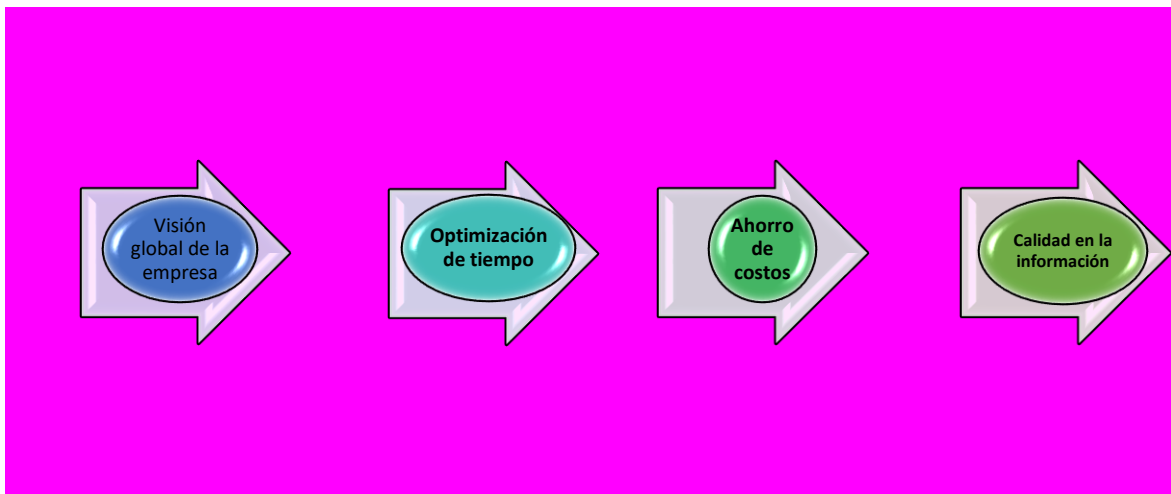 Visión
global de la
empresa
Optimización
de tiempo
Ahorro
de
costos
Calidad en la
información